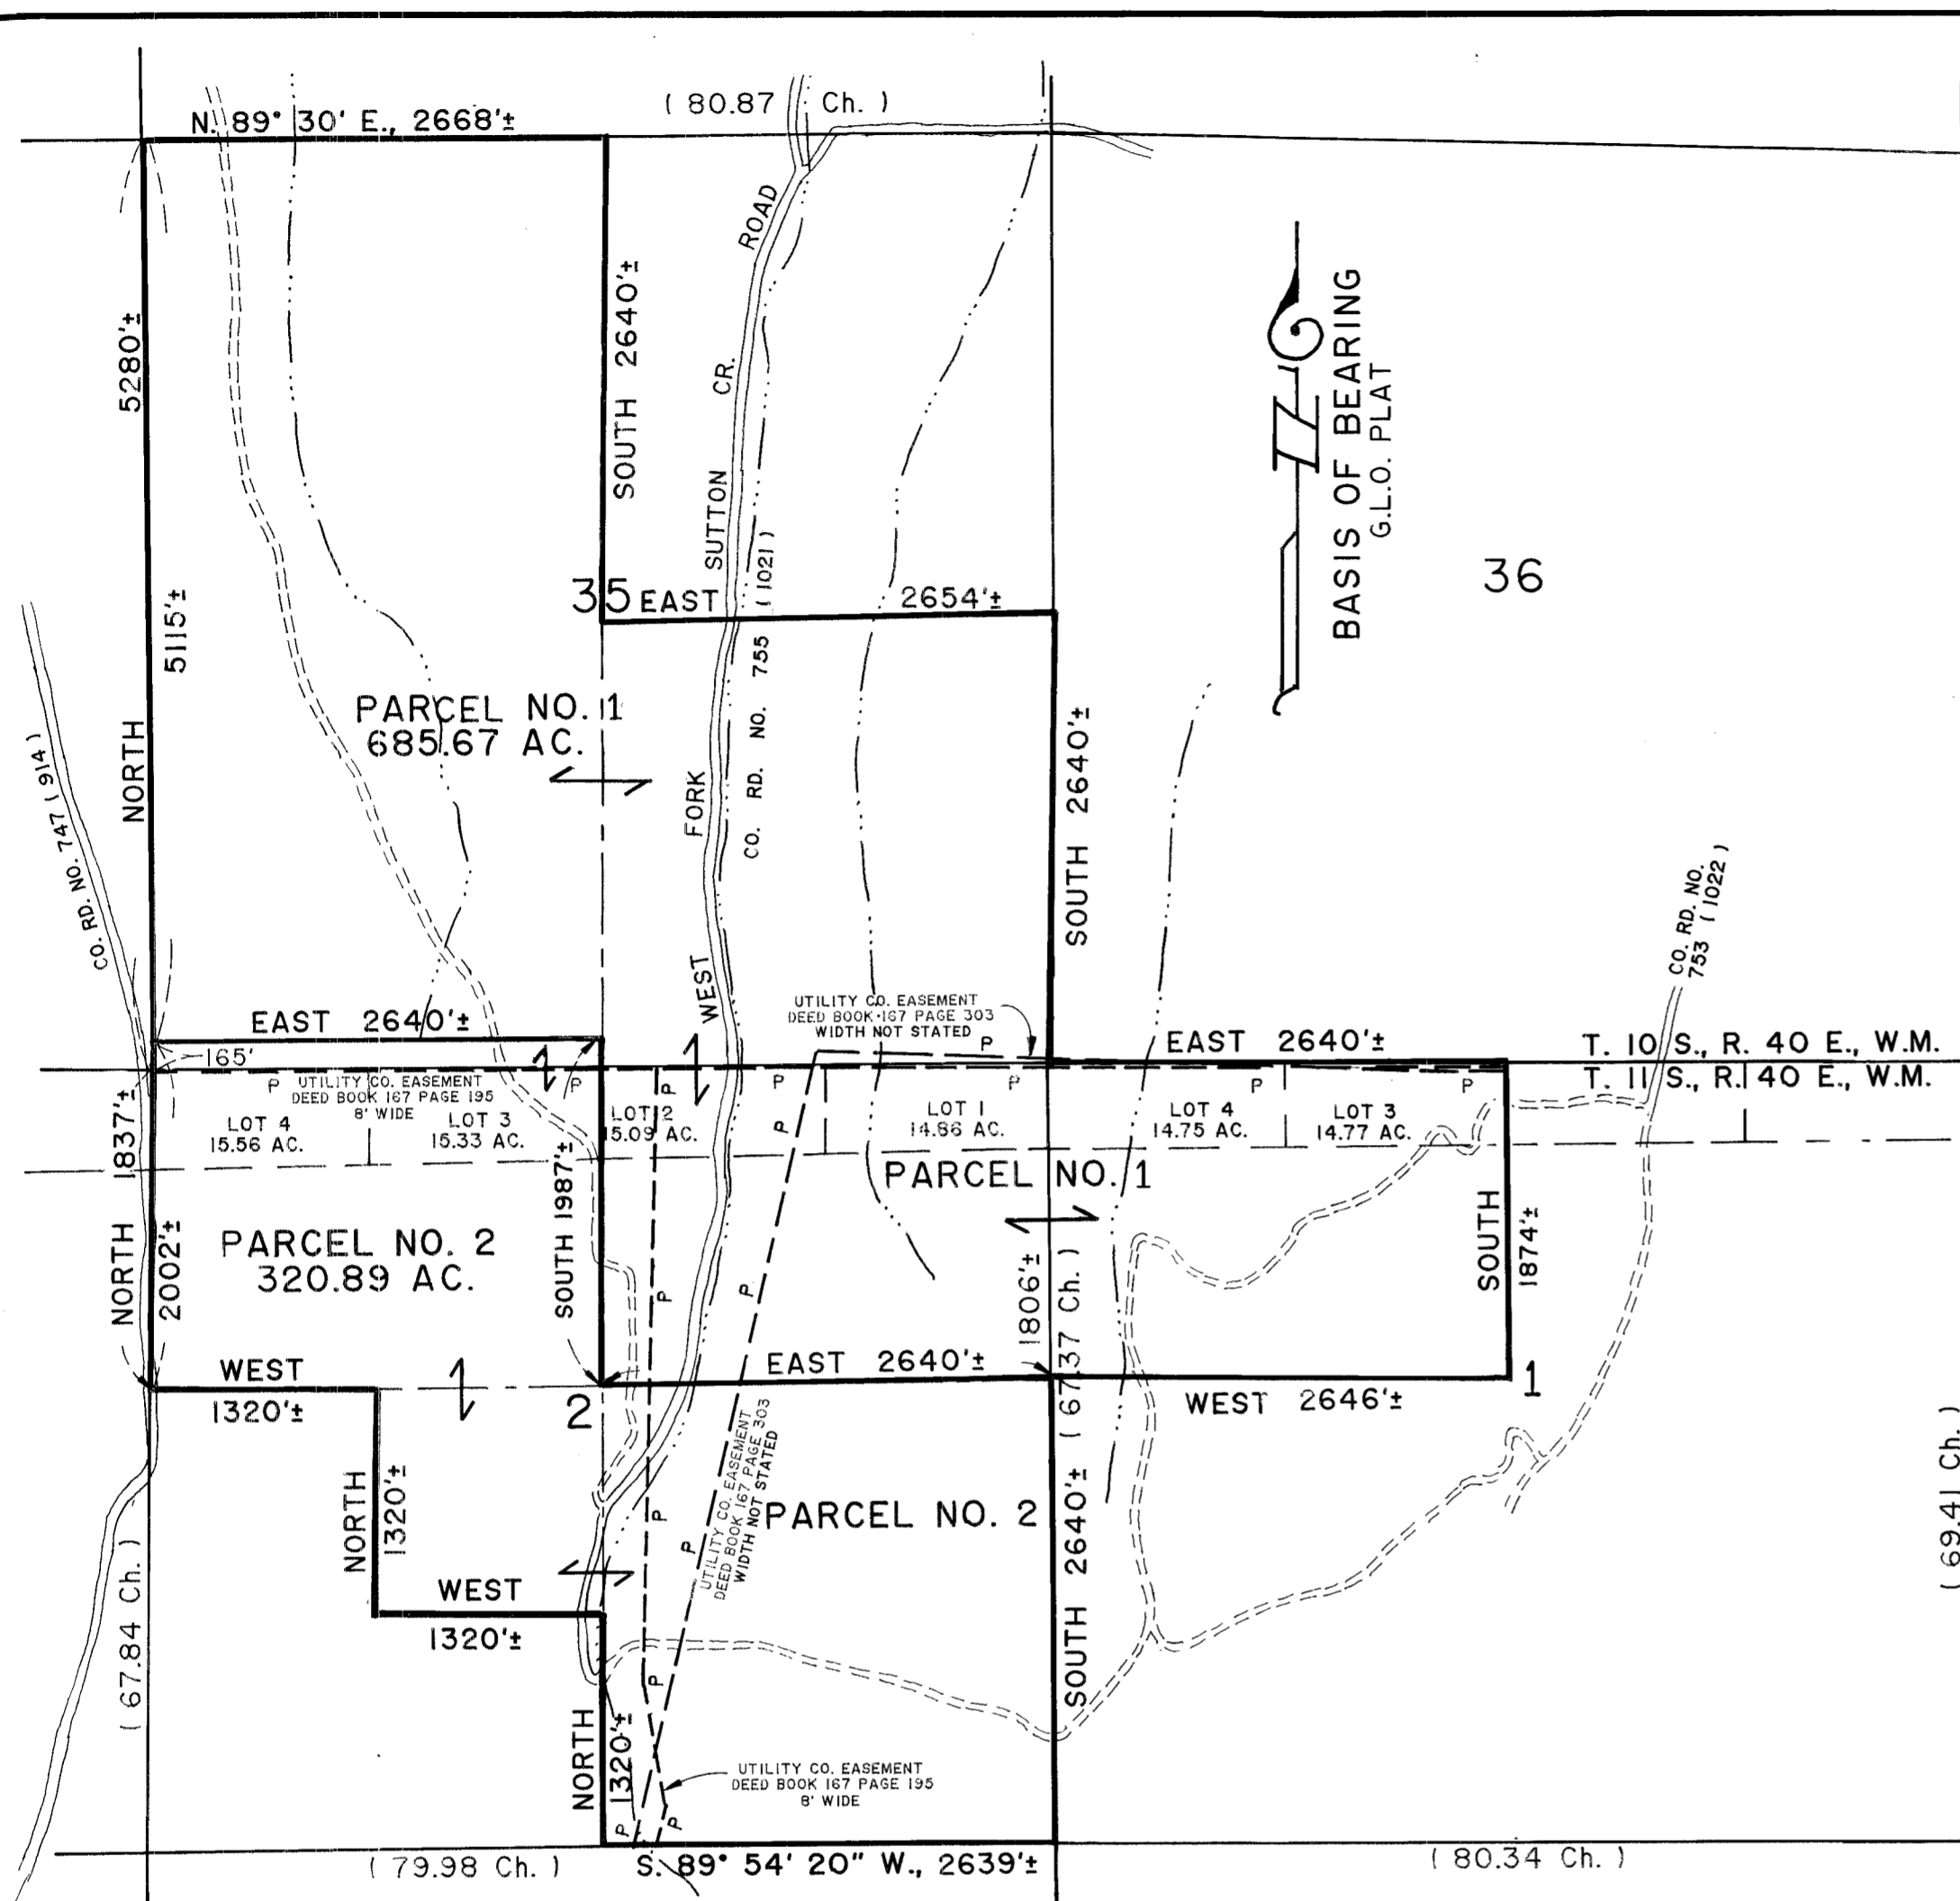 ( 80.87 Ch. )
N. 89° 30' E., 2668'±
5280'±
SOUTH 2640'±
ROAD
CR.
SUTTON
( 1021 )
BASIS OF BEARING
G.L.O. PLAT
N
36
35
EAST 2654'±
5115'±
NORTH
CO. RD. NO. 755
FORK
WEST
PARCEL NO. 1
685.67 AC.
SOUTH 2640'±
CO. RD. NO. 747 ( 914 )
CO. RD. NO.
753 ( 1022 )
EAST 2640'±
165'
UTILITY CO. EASEMENT
DEED BOOK 167 PAGE 303
WIDTH NOT STATED
P
EAST 2640'±
T. 10 S., R. 40 E., W.M.
T. 11 S., R. 40 E., W.M.
P
UTILITY CO. EASEMENT
DEED BOOK 167 PAGE 195
8' WIDE
P
P
P
P
P
P
P
LOT 4
15.56 AC.
LOT 3
15.33 AC.
LOT 2
15.09 AC.
LOT 1
14.86 AC.
LOT 4
14.75 AC.
LOT 3
14.77 AC.
NORTH 1837'±
2002'±
SOUTH 1987'±
PARCEL NO. 1
PARCEL NO. 2
320.89 AC.
P
P
1806'±
( 67.37 Ch. )
SOUTH
1874'±
WEST
1320'±
EAST 2640'±
WEST 2646'±
2
1
NORTH
1320'±
UTILITY CO. EASEMENT
DEED BOOK 167 PAGE 303
WIDTH NOT STATED
P
P
PARCEL NO. 2
SOUTH 2640'±
( 69.41 Ch. )
( 67.84 Ch. )
WEST
1320'±
P
NORTH
1320'±
UTILITY CO. EASEMENT
DEED BOOK 167 PAGE 195
8' WIDE
P
P
( 79.98 Ch. )
S. 89° 54' 20" W., 2639'±
( 80.34 Ch. )